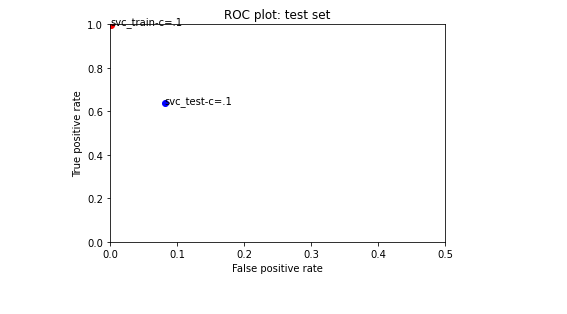 ROC plot: test set
1.0
svc_train-c=.1
0.8
svc_test-c=.1
0.6
True positive rate
0.4
0.2
0.0
0.0 0.1 0.2 0.3 0.4 0.5
False positive rate